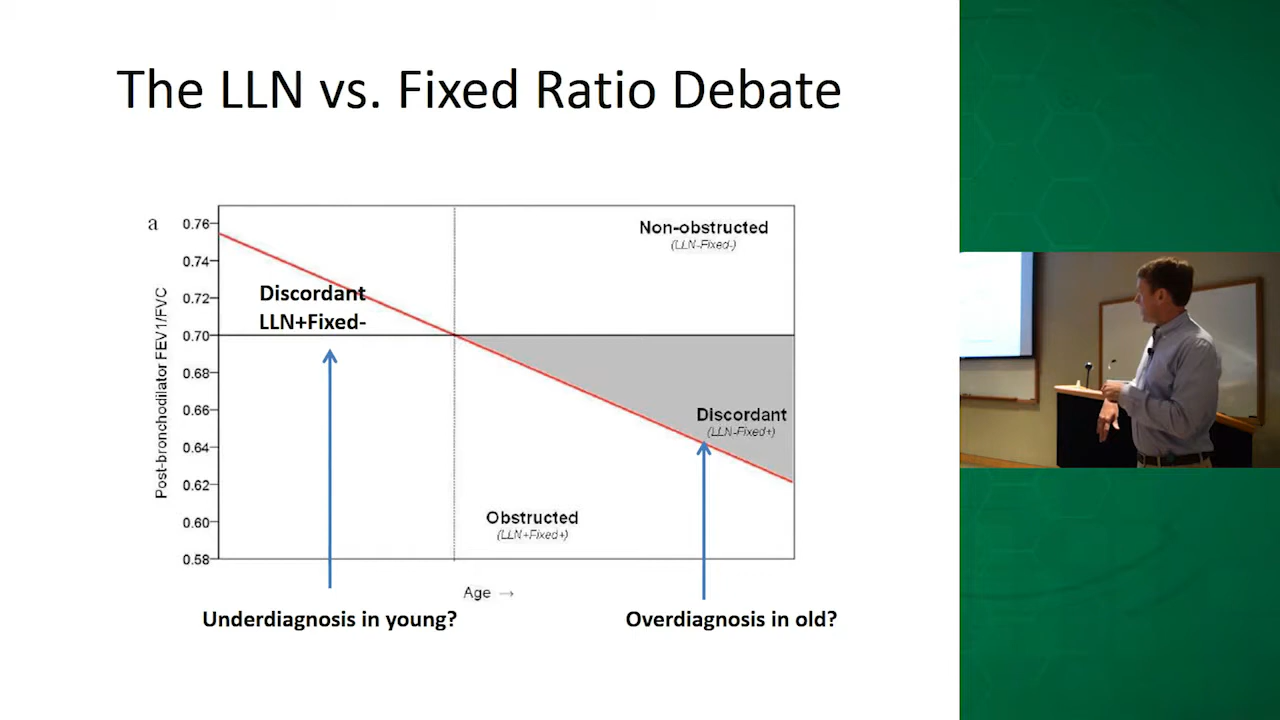 The LLN vs. Fixed Ratio Debate
a
0.76
0.74
0.72
0.70
0.68
0.66
0.64
0.62
0.60
0.58
Post-bronchodilator FEV1/FVC
Non-obstructed
(LLN-Fixed-)
Discordant
LLN+Fixed-
Discordant
(LLN-Fixed+)
Obstructed
(LLN+Fixed+)
Age →
Underdiagnosis in young?
Overdiagnosis in old?